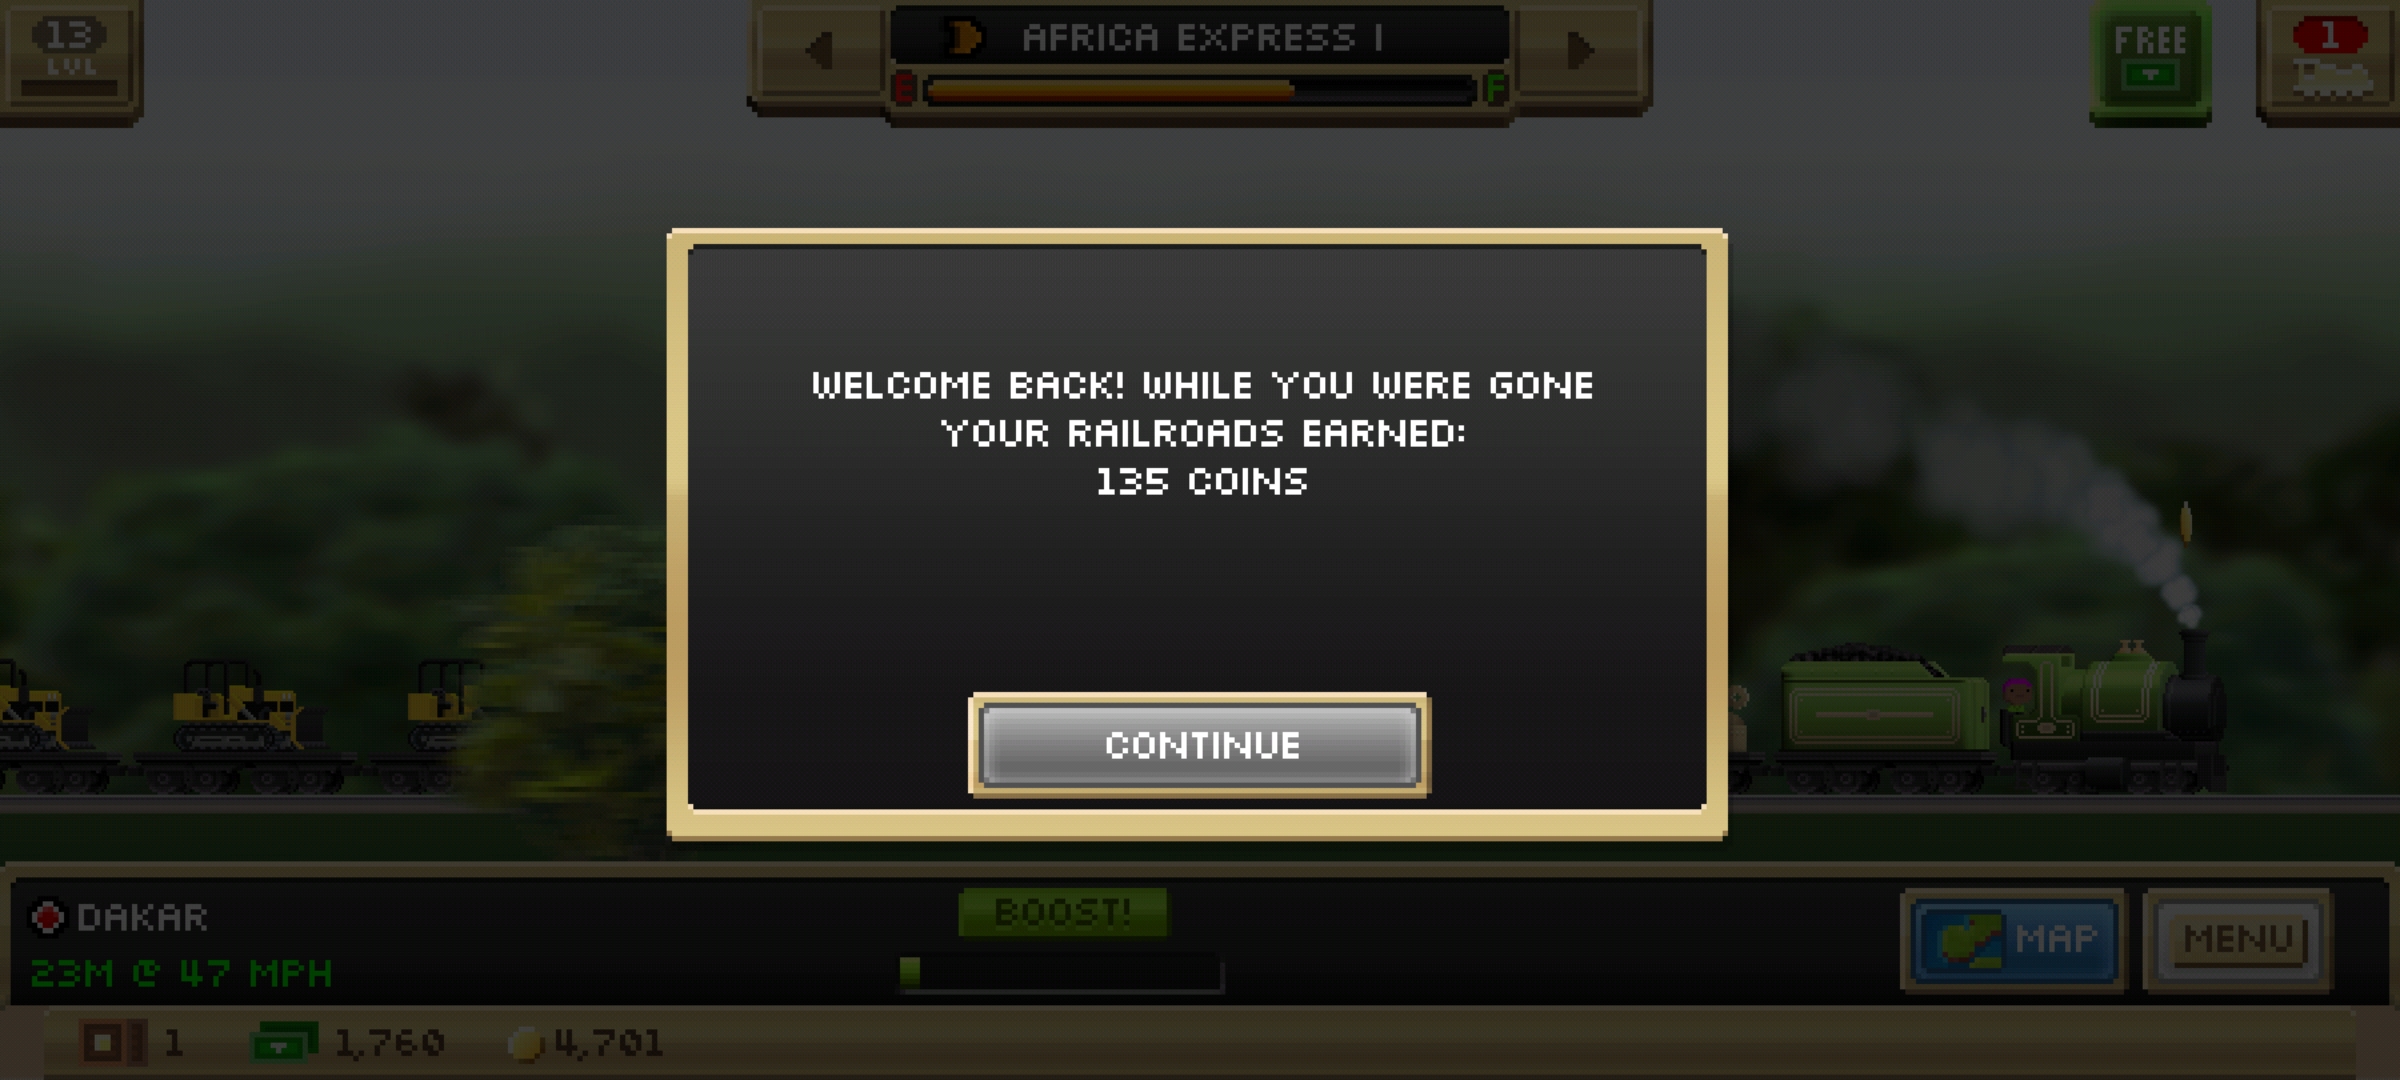 13
LVL
AFRICA EXPRESS I
E
F
FREE
1
WELCOME BACK! WHILE YOU WERE GONE
YOUR RAILROADS EARNED:
135 COINS
CONTINUE
DAKAR
23M @ 47 MPH
BOOST!
MAP
MENU
1
1,760
4,701